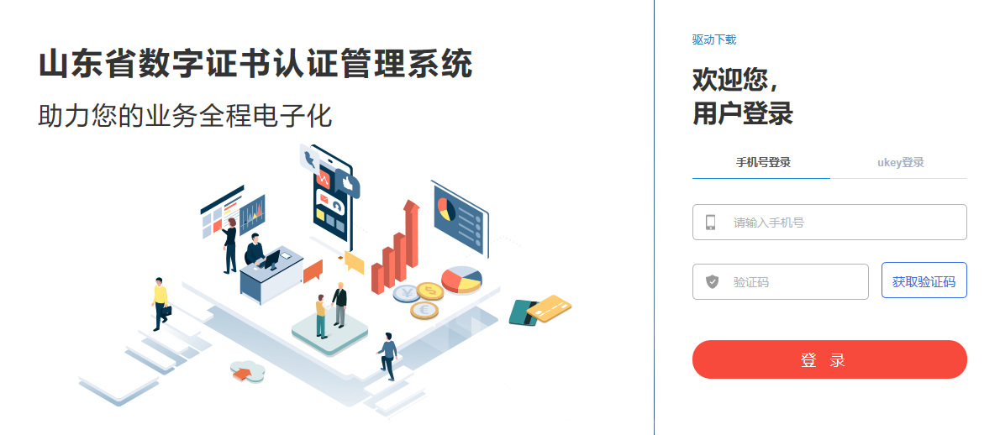 山东省数字证书认证管理系统
助力您的业务全程电子化
驱动下载
欢迎您，
用户登录
手机号登录
ukey登录
请输入手机号
验证码
获取验证码
登 录